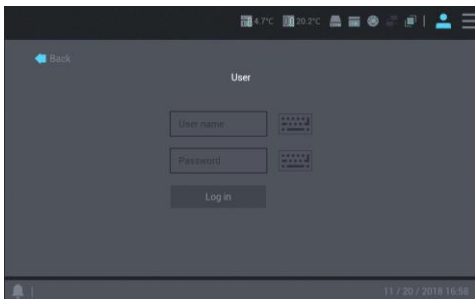 4.7°C 20.2°C
Back
User
User name
Password
Log in
11 / 20 / 2018 16:58